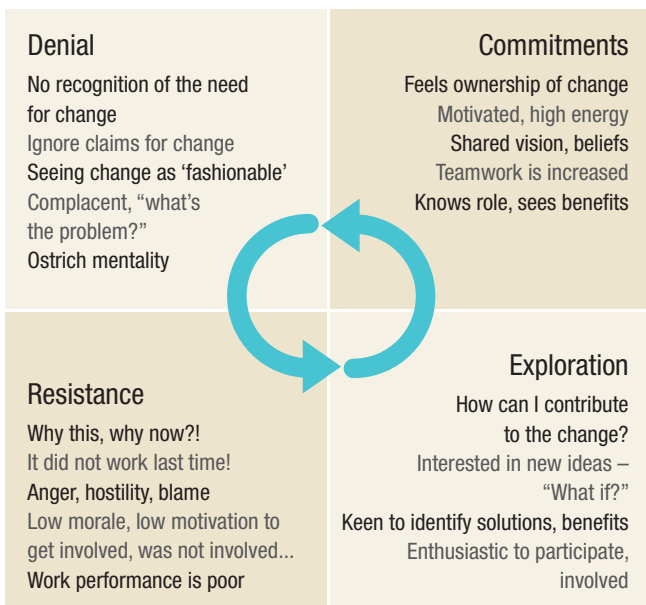 Denial
No recognition of the need
for change
Ignore claims for change
Seeing change as ‘fashionable’
Complacent, “what’s
the problem?”
Ostrich mentality
Commitments
Feels ownership of change
Motivated, high energy
Shared vision, beliefs
Teamwork is increased
Knows role, sees benefits
Resistance
Why this, why now?!
It did not work last time!
Anger, hostility, blame
Low morale, low motivation to
get involved, was not involved...
Work performance is poor
Exploration
How can I contribute
to the change?
Interested in new ideas –
“What if?”
Keen to identify solutions, benefits
Enthusiastic to participate,
involved